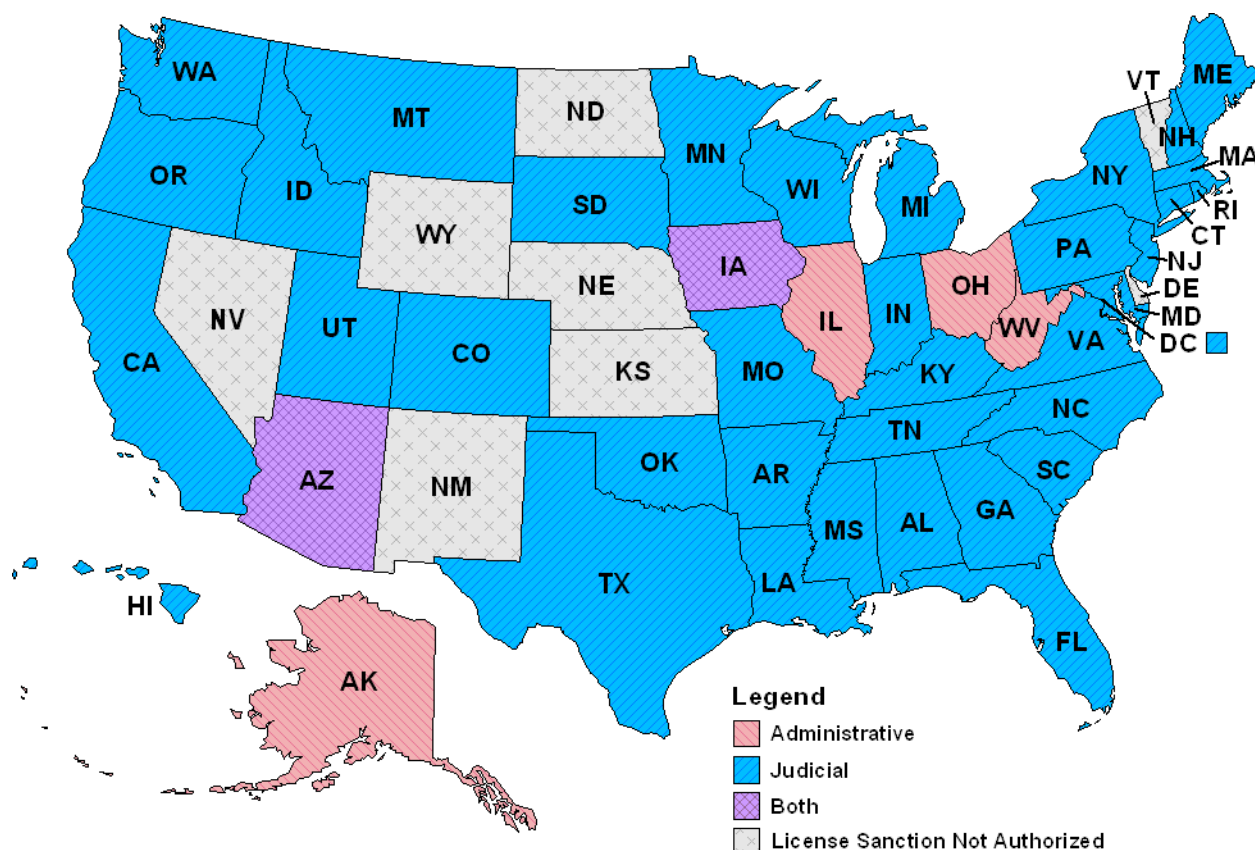 WA
MT
ND
MN
VT
ME
NH
MA
OR
ID
SD
WI
MI
NY
RI
CT
WY
PA
NJ
IA
NE
DE
OH
MD
NV
UT
IL
IN
WV
DC
VA
CA
CO
KS
MO
KY
NC
TN
AZ
NM
OK
AR
SC
MS
AL
GA
TX
LA
HI
FL
AK
Legend
Administrative
Judicial
Both
License Sanction Not Authorized